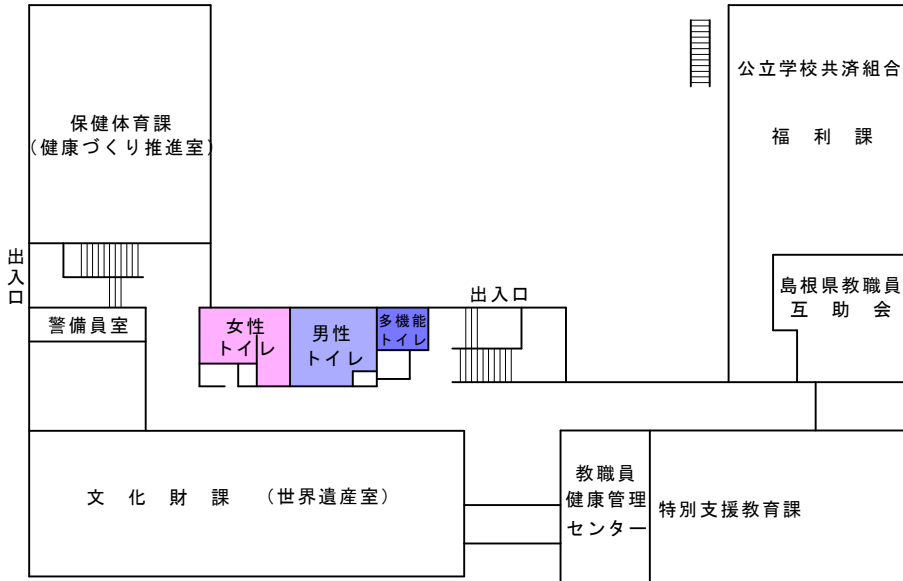 公立学校共済組合
福利課
保健体育課
(健康づくり推進室)
出入口
島根県教職員
互助会
出入口
警備員室
女性
トイレ
男性
トイレ
多機能
トイレ
文化財課 (世界遺産室)
教職員
健康管理
センター
特別支援教育課